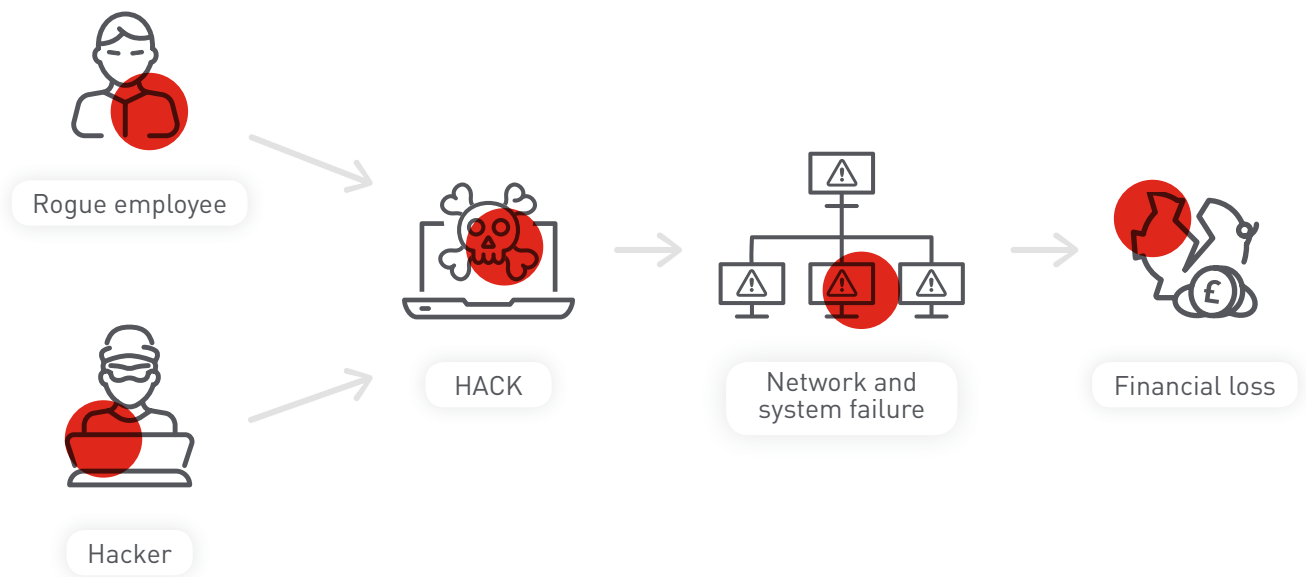 Rogue employee
Hacker
HACK
Network and
system failure
£
Financial loss